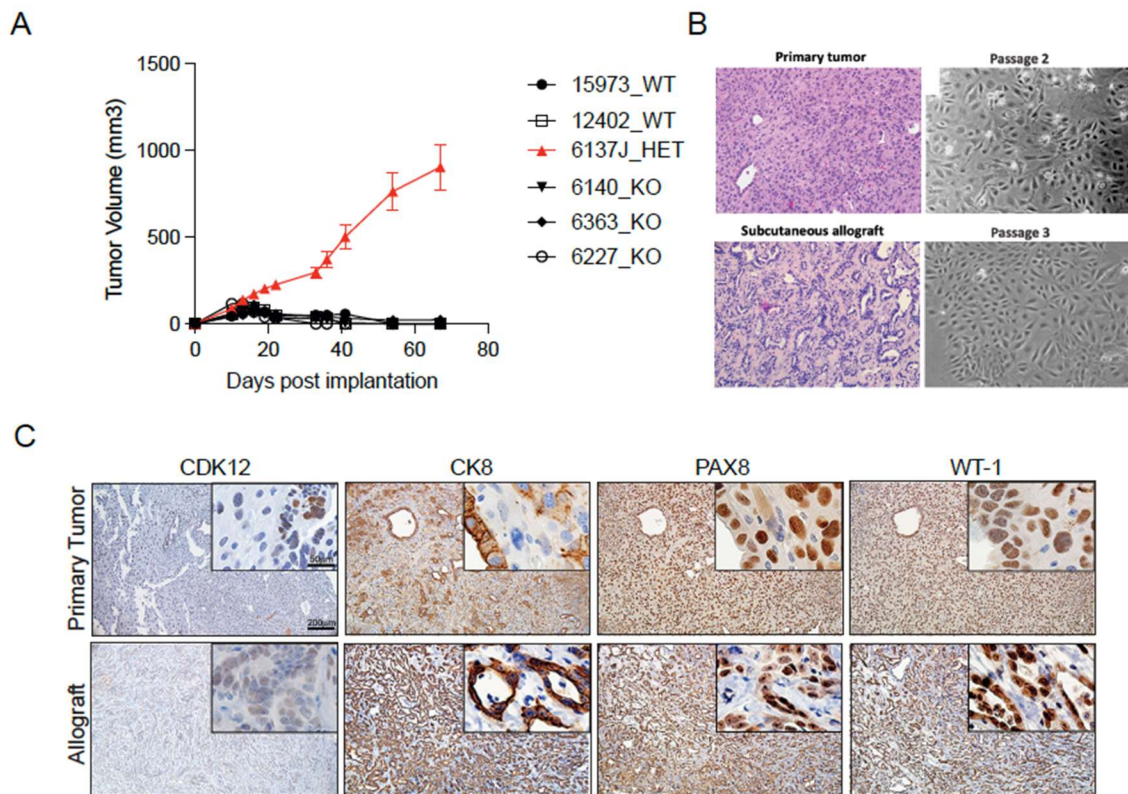 A
1500
1000
500
0
0
20
40
60
80
Tumor Volume (mm3)
Days post implantation
15973_WT
12402_WT
6137J_HET
6140_KO
6363_KO
6227_KO
B
Primary tumor
Passage 2
Subcutaneous allograft
Passage 3
C
CDK12
CK8
PAX8
WT-1
Primary Tumor
50μm
200μm
Allograft